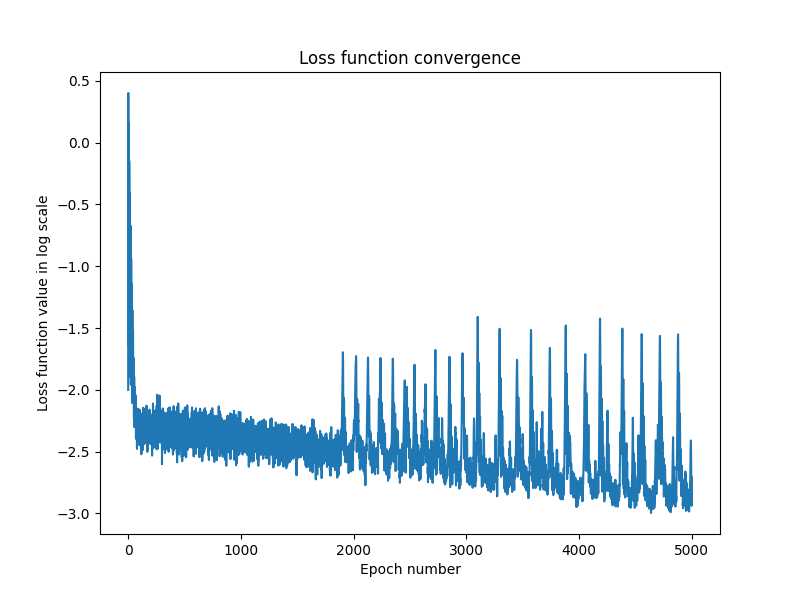 Loss function convergence
Loss function value in log scale
0.5
0.0
−0.5
−1.0
−1.5
−2.0
−2.5
−3.0
0 1000 2000 3000 4000 5000
Epoch number